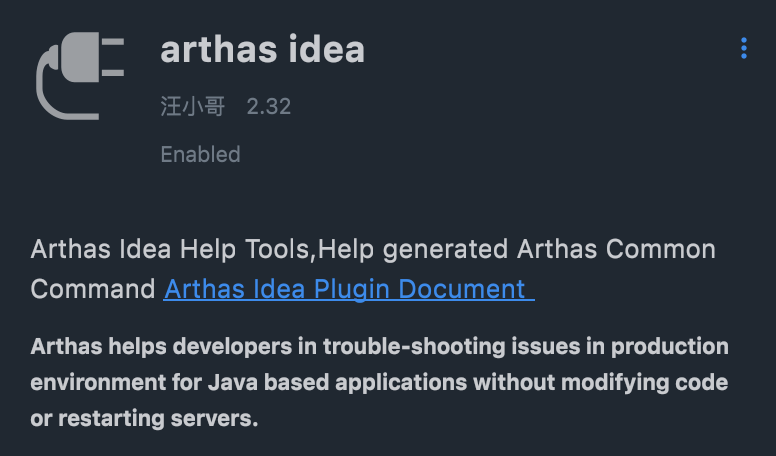 arthas idea
汪小哥 2.32
Enabled
Arthas Idea Help Tools,Help generated Arthas Common
Command Arthas Idea Plugin Document
Arthas helps developers in trouble-shooting issues in production
environment for Java based applications without modifying code
or restarting servers.